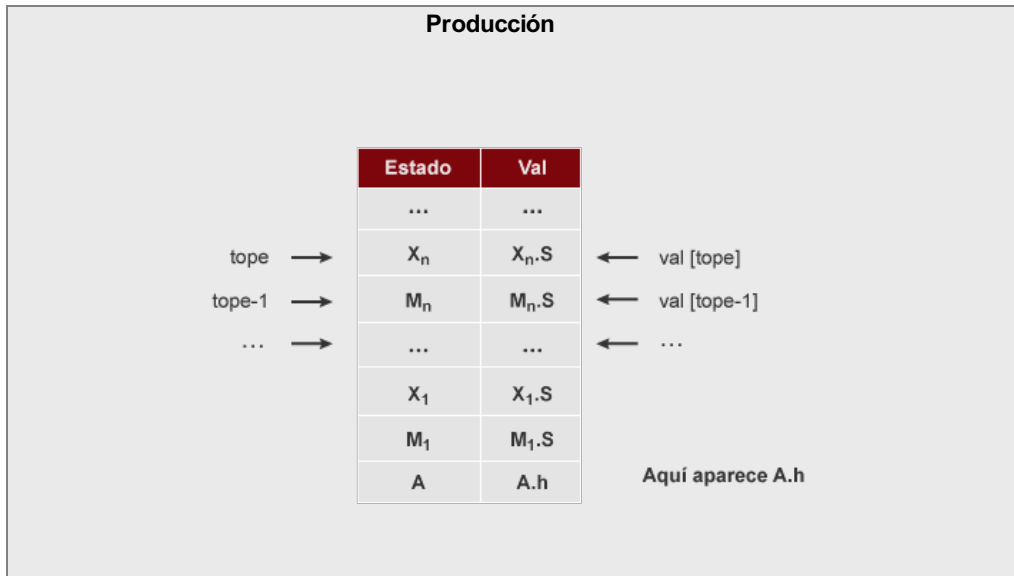 Producción
Estado Val
... ...
tope Xn Xn.S val [tope]
tope-1 Mn Mn.S val [tope-1]
... ... ... ...
X1 X1.S
M1 M1.S
A A.h Aquí aparece A.h